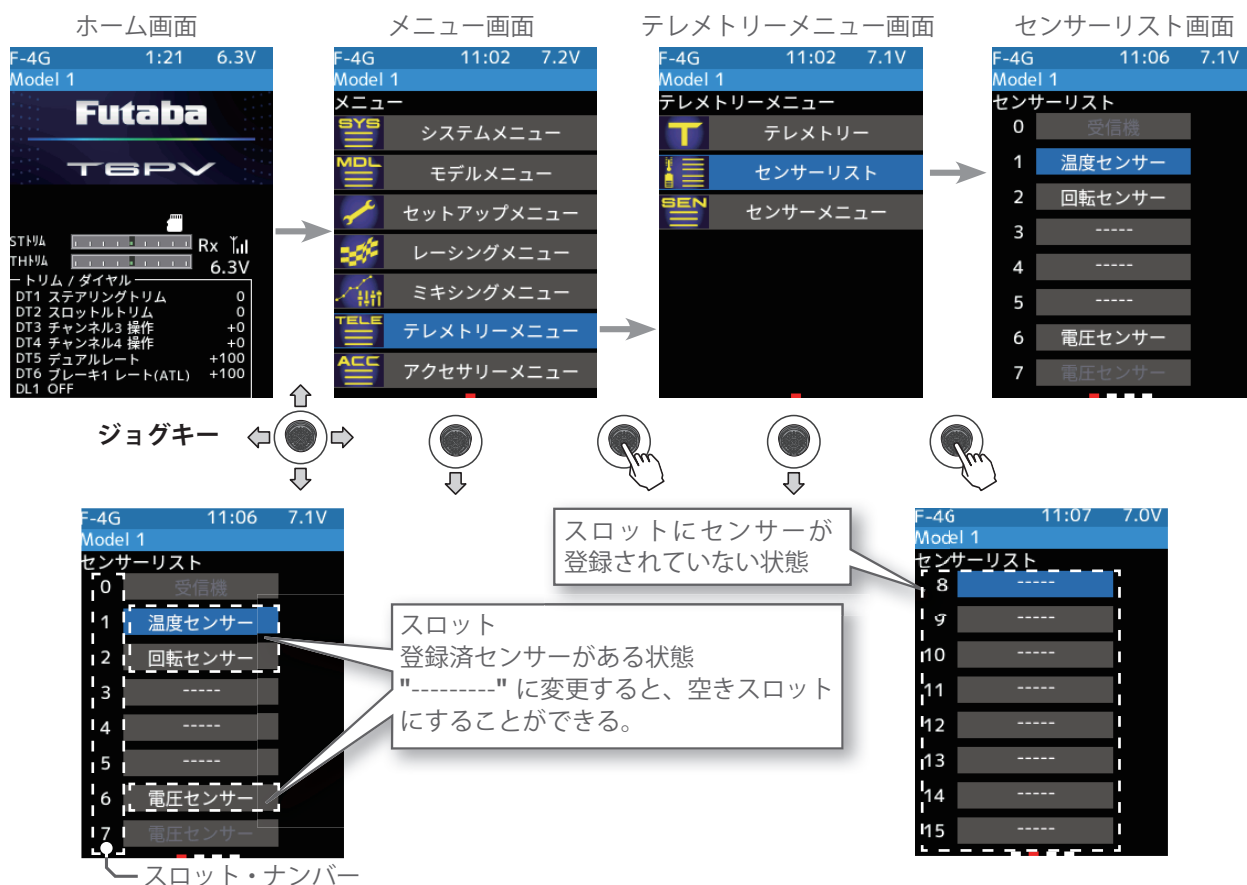 ホーム画面
メニュー画面
テレメトリーメニュー画面
センサーリスト画面
F-4G 1:21 6.3V
Model 1
Futaba
T6PV
STトリム
Rx
THトリム
6.3V
トリム / ダイヤル
DT1 ステアリングトリム 0
DT2 スロットルトリム 0
DT3 チャンネル3 操作 +0
DT4 チャンネル4 操作 +0
DT5 デュアルレート +100
DT6 ブレーキ1 レート(ATL) +100
DL1 OFF
F-4G 11:02 7.2V
Model 1
メニュー
SYS システムメニュー
MDL モデルメニュー
セットアップメニュー
レーシングメニュー
ミキシングメニュー
TELE テレメトリーメニュー
ACC アクセサリーメニュー
F-4G 11:02 7.1V
Model 1
テレメトリーメニュー
T テレメトリー
センサーリスト
SEN センサーメニュー
F-4G 11:06 7.1V
Model 1
センサーリスト
0 受信機
1 温度センサー
2 回転センサー
3 -----
4 -----
5 -----
6 電圧センサー
7 電圧センサー
ジョグキー
F-4G 11:06 7.1V
Model 1
センサーリスト
0 受信機
1 温度センサー
2 回転センサー
3 -----
4 -----
5 -----
6 電圧センサー
7 電圧センサー
スロット・ナンバー
スロットにセンサーが
登録されていない状態
スロット
登録済センサーがある状態
"---------" に変更すると、空きスロット
にすることができる。
F-4G 11:07 7.0V
Model 1
センサーリスト
8 -----
9 -----
10 -----
11 -----
12 -----
13 -----
14 -----
15 -----